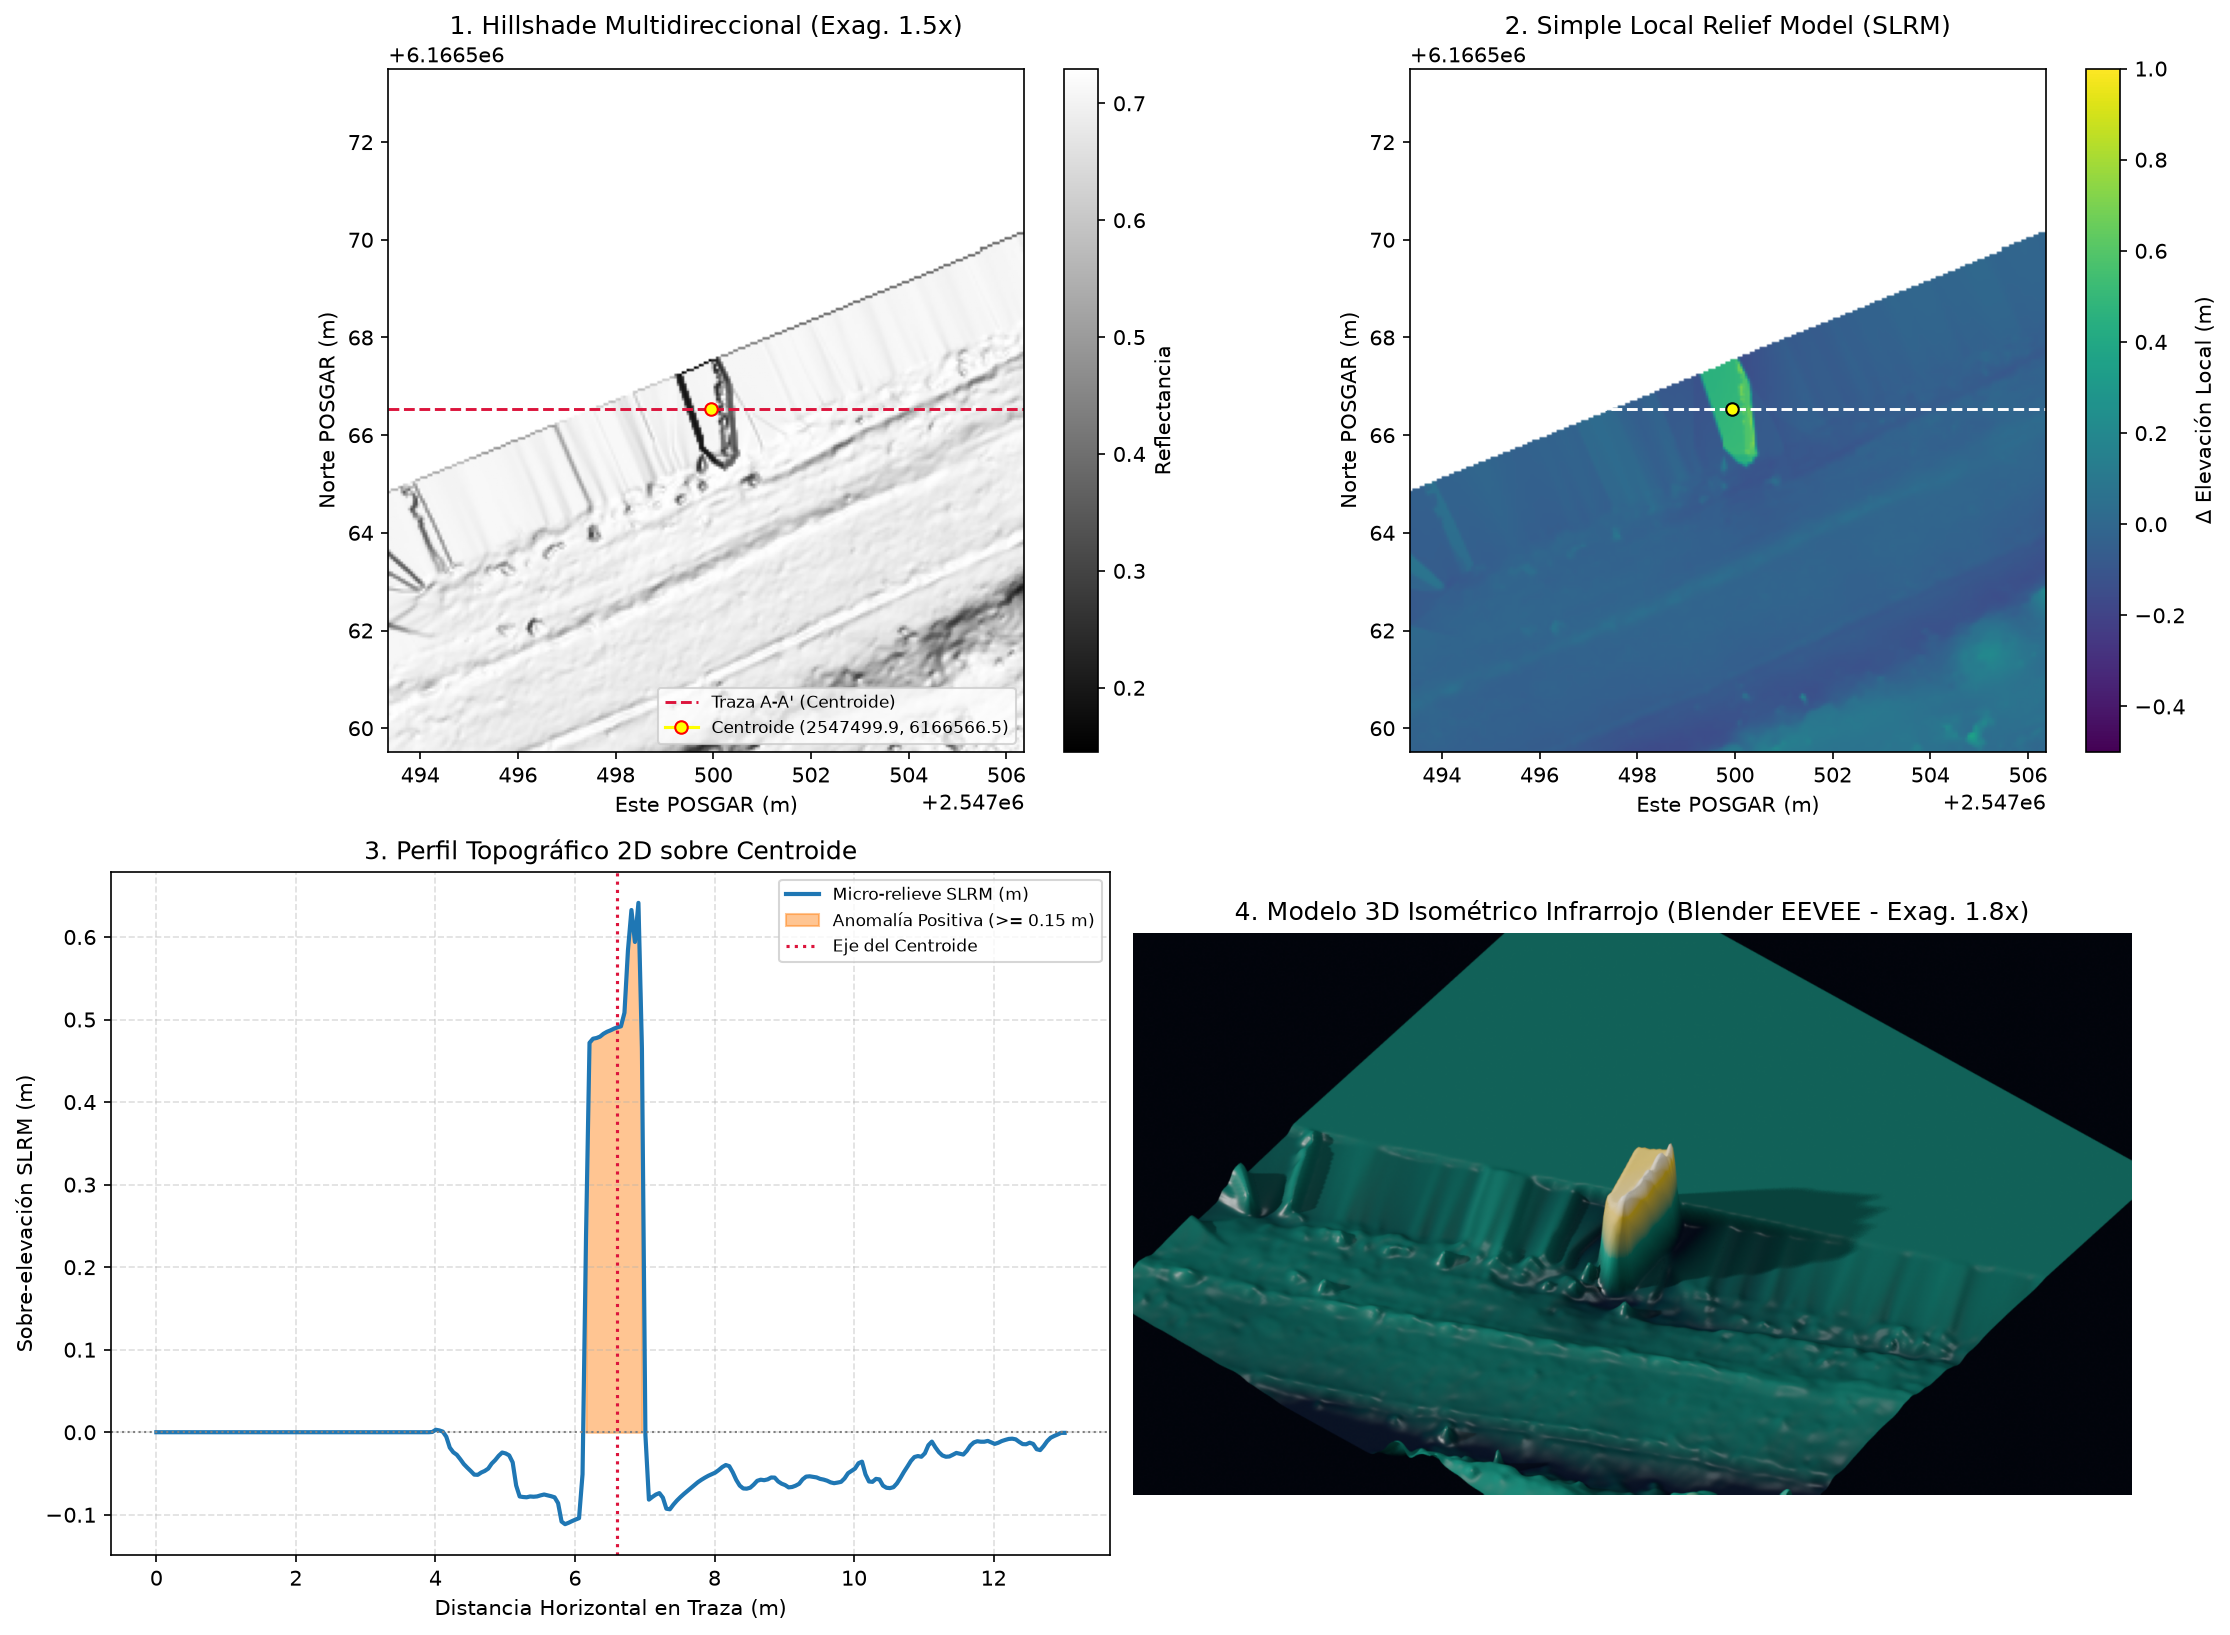 1. Hillshade Multidireccional (Exag. 1.5x)
+6.1665e6
72
70
68
66
64
62
60
Norte POSGAR (m)
494
496
498
500
502
504
506
Este POSGAR (m)
+2.547e6
Traza A-A' (Centroide)
Centroide (2547499.9, 6166566.5)
0.7
0.6
0.5
0.4
0.3
0.2
Reflectancia
2. Simple Local Relief Model (SLRM)
+6.1665e6
72
70
68
66
64
62
60
Norte POSGAR (m)
494
496
498
500
502
504
506
Este POSGAR (m)
+2.547e6
1.0
0.8
0.6
0.4
0.2
0.0
−0.2
−0.4
Δ Elevación Local (m)
3. Perfil Topográfico 2D sobre Centroide
Micro-relieve SLRM (m)
Anomalía Positiva (>= 0.15 m)
Eje del Centroide
0.6
0.5
0.4
0.3
0.2
0.1
0.0
−0.1
Sobre-elevación SLRM (m)
0
2
4
6
8
10
12
Distancia Horizontal en Traza (m)
4. Modelo 3D Isométrico Infrarrojo (Blender EEVEE - Exag. 1.8x)